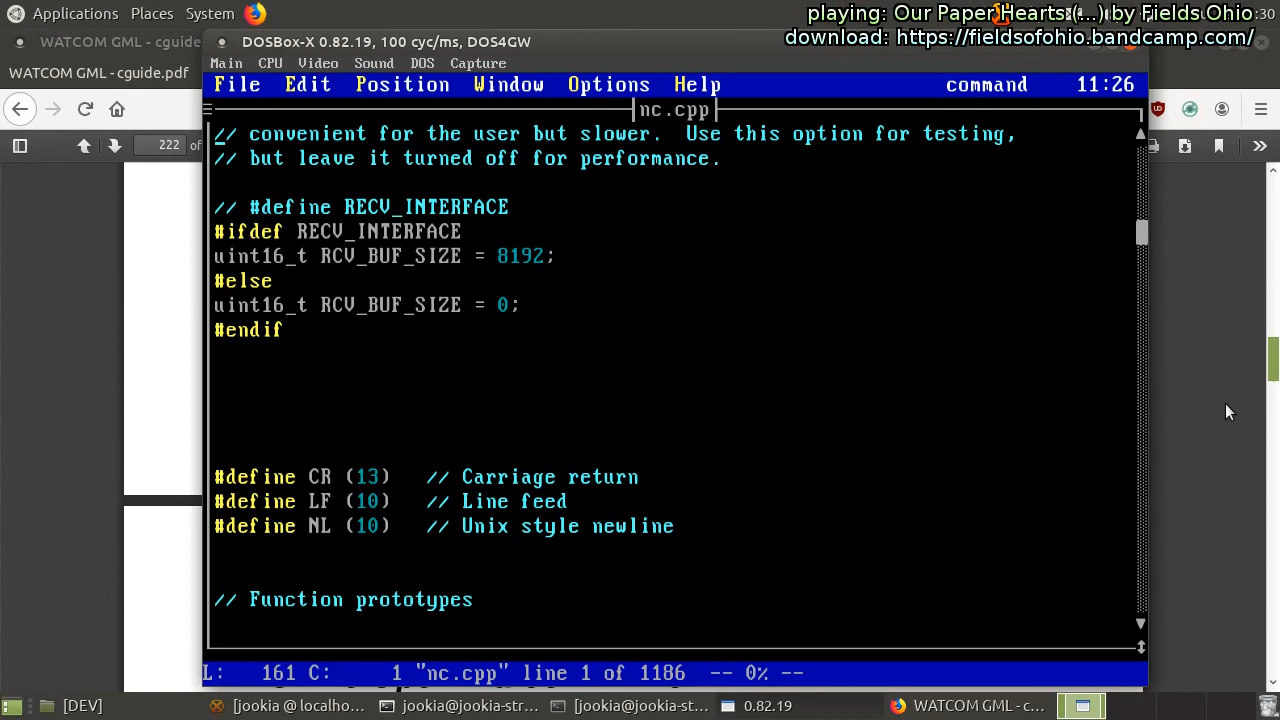 Applications Places System
playing: Our Paper Hearts (...) by Fields Ohio
:30
download: https://fieldsofohio.bandcamp.com/
WATCOM GML - cguide
DOSBox-X 0.82.19, 100 cyc/ms, DOS4GW
Main CPU Video Sound DOS Capture
WATCOM GML - cguide.pdf
File Edit Position Window Options Help command 11:26
nc.cpp
// convenient for the user but slower.  Use this option for testing,
// but leave it turned off for performance.
222 of
// #define RECV_INTERFACE
#ifdef RECV_INTERFACE
uint16_t RCV_BUF_SIZE = 8192;
#else
uint16_t RCV_BUF_SIZE = 0;
#endif
#define CR (13)   // Carriage return
#define LF (10)   // Line feed
#define NL (10)   // Unix style newline
// Function prototypes
L:   161 C:     1 "nc.cpp" line 1 of 1186 -- 0% --
[DEV] [jookia @ localho... jookia@jookia-str... [jookia@jookia-st... 0.82.19 WATCOM GML - c...